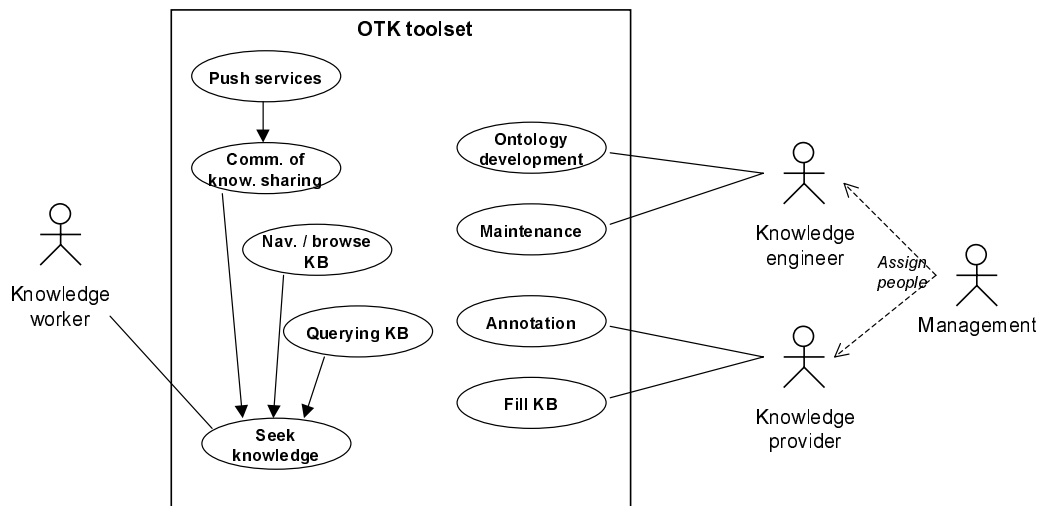 OTK toolset
Push services
Comm. of
know. sharing
Nav. / browse
KB
Querying KB
Seek
knowledge
Ontology
development
Maintenance
Annotation
Fill KB
Knowledge
worker
Knowledge
engineer
Assign
people
Management
Knowledge
provider